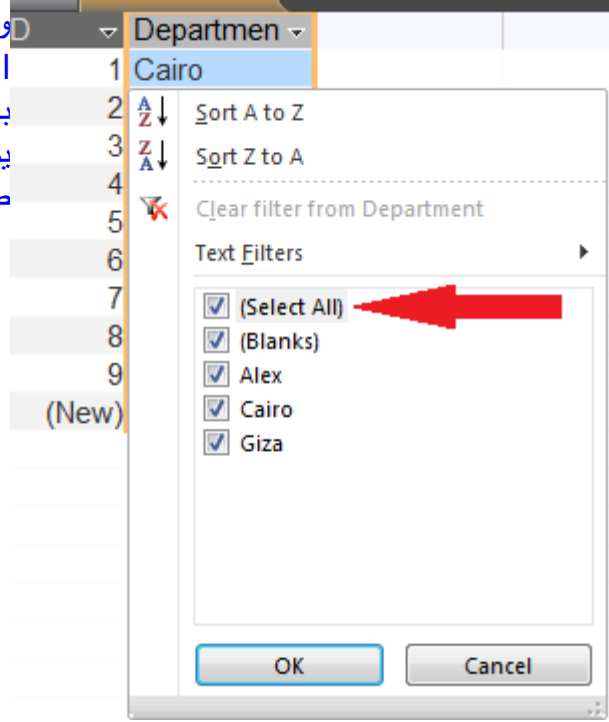 D Departmen
1 Cairo
2
3
4
5
6
7
8
9
(New)
Sort A to Z
Sort Z to A
Clear filter from Department
Text Filters
(Select All)
(Blanks)
Alex
Cairo
Giza
OK Cancel